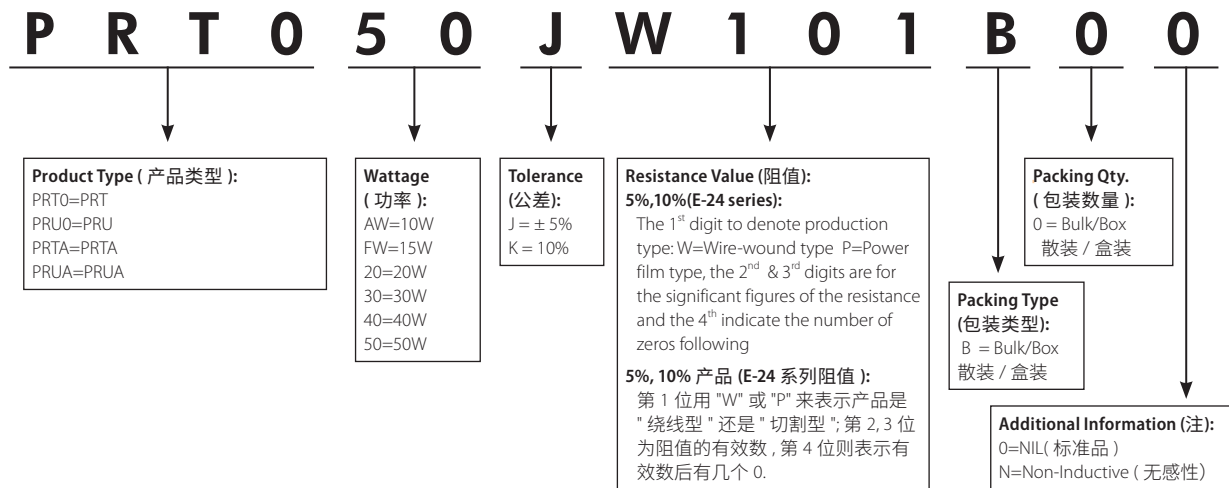 P R T 0 5 0 J W 1 0 1 B 0 0
Product Type ( 产品类型 ):
PRT0=PRT
PRU0=PRU
PRTA=PRTA
PRUA=PRUA
Wattage
( 功率 ):
AW=10W
FW=15W
20=20W
30=30W
40=40W
50=50W
Tolerance
(公差):
J = ± 5%
K = 10%
Resistance Value (阻值):
5%,10%(E-24 series):
The 1st digit to denote production
type: W=Wire-wound type P=Power
film type, the 2nd & 3rd digits are for
the significant figures of the resistance
and the 4th indicate the number of
zeros following
5%, 10% 产品 (E-24 系列阻值 ):
第 1 位用 "W" 或 "P" 来表示产品是
" 绕线型 " 还是 " 切割型 "; 第 2, 3 位
为阻值的有效数 , 第 4 位则表示有
效数后有几个 0.
Packing Type
(包装类型):
B = Bulk/Box
散装 / 盒装
Packing Qty.
( 包装数量 ):
0 = Bulk/Box
散装 / 盒装
Additional Information (注):
0=NIL( 标准品 )
N=Non-Inductive ( 无感性)